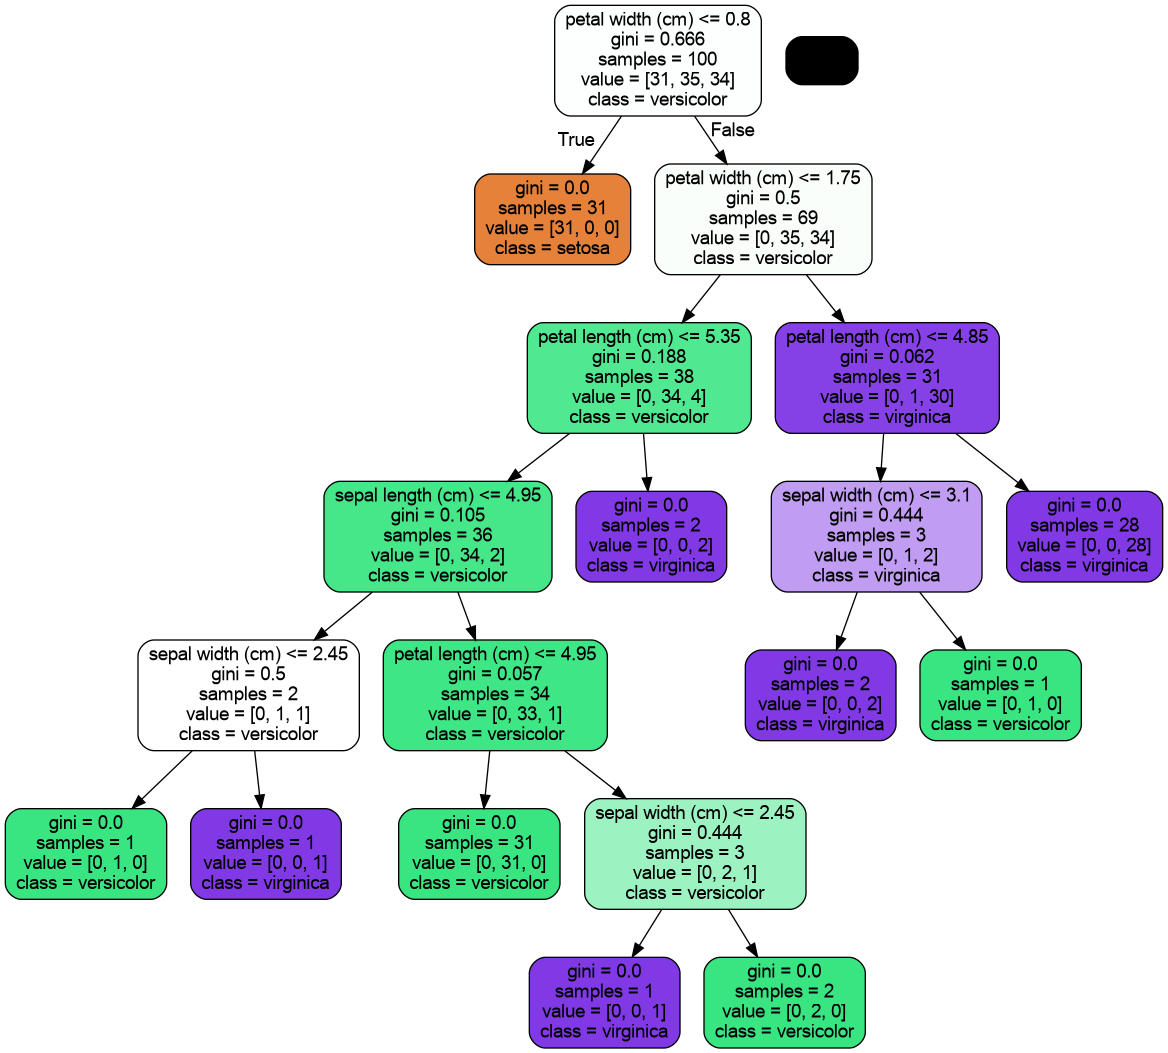 petal width (cm) <= 0.8
gini = 0.666
samples = 100
value = [31, 35, 34]
class = versicolor
True
False
gini = 0.0
samples = 31
value = [31, 0, 0]
class = setosa
petal width (cm) <= 1.75
gini = 0.5
samples = 69
value = [0, 35, 34]
class = versicolor
petal length (cm) <= 5.35
gini = 0.188
samples = 38
value = [0, 34, 4]
class = versicolor
petal length (cm) <= 4.85
gini = 0.062
samples = 31
value = [0, 1, 30]
class = virginica
sepal length (cm) <= 4.95
gini = 0.105
samples = 36
value = [0, 34, 2]
class = versicolor
gini = 0.0
samples = 2
value = [0, 0, 2]
class = virginica
sepal width (cm) <= 3.1
gini = 0.444
samples = 3
value = [0, 1, 2]
class = virginica
gini = 0.0
samples = 28
value = [0, 0, 28]
class = virginica
sepal width (cm) <= 2.45
gini = 0.5
samples = 2
value = [0, 1, 1]
class = versicolor
petal length (cm) <= 4.95
gini = 0.057
samples = 34
value = [0, 33, 1]
class = versicolor
gini = 0.0
samples = 2
value = [0, 0, 2]
class = virginica
gini = 0.0
samples = 1
value = [0, 1, 0]
class = versicolor
gini = 0.0
samples = 1
value = [0, 1, 0]
class = versicolor
gini = 0.0
samples = 1
value = [0, 0, 1]
class = virginica
gini = 0.0
samples = 31
value = [0, 31, 0]
class = versicolor
sepal width (cm) <= 2.45
gini = 0.444
samples = 3
value = [0, 2, 1]
class = versicolor
gini = 0.0
samples = 1
value = [0, 0, 1]
class = virginica
gini = 0.0
samples = 2
value = [0, 2, 0]
class = versicolor